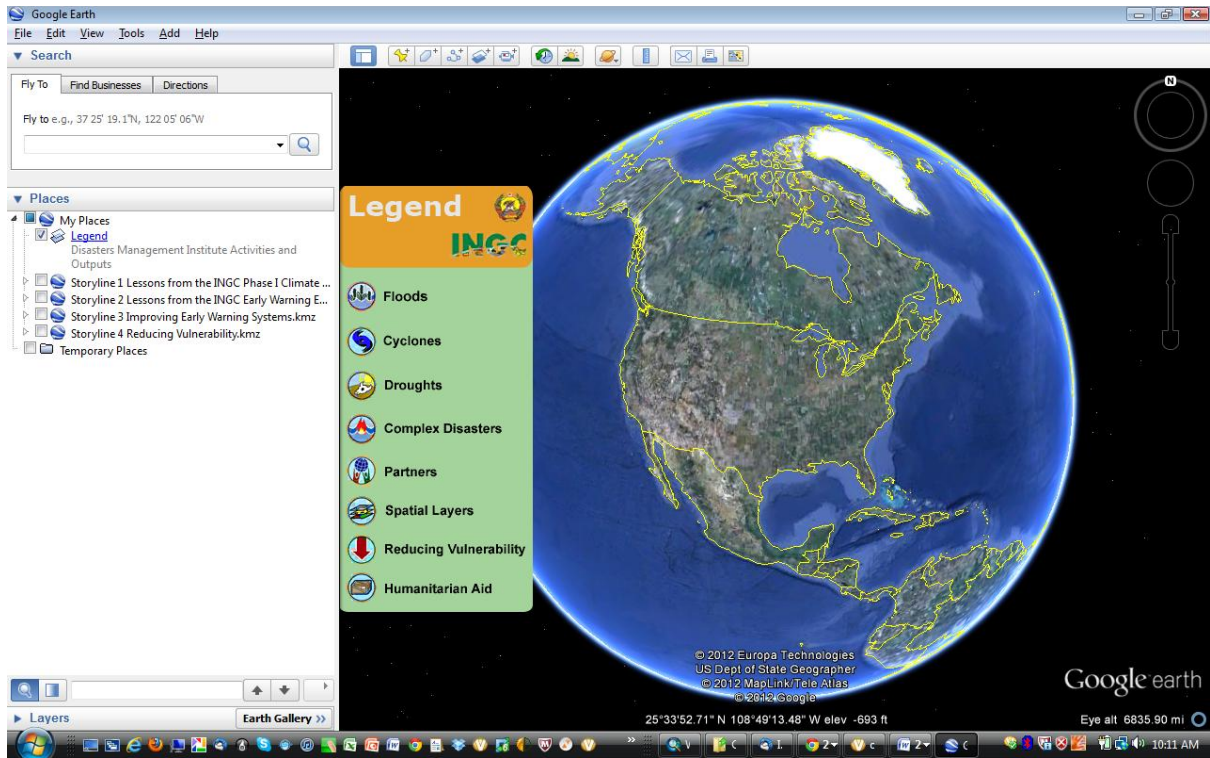 Google Earth
File Edit View Tools Add Help
Search
Fly To Find Businesses Directions
Fly to e.g., 37 25' 19.1"N, 122 05' 06"W
Places
My Places
Legend
Disasters Management Institute Activities and
Outputs
Storyline 1 Lessons from the INGC Phase I Climate ...
Storyline 2 Lessons from the INGC Early Warning E...
Storyline 3 Improving Early Warning Systems.kmz
Storyline 4 Reducing Vulnerability.kmz
Temporary Places
Layers
Earth Gallery >>
N
Legend
INGC
Floods
Cyclones
Droughts
Complex Disasters
Partners
Spatial Layers
Reducing Vulnerability
Humanitarian Aid
© 2012 Europa Technologies
US Dept of State Geographer
© 2012 MapLink/Tele Atlas
© 2012 Google
Google earth
25°33'52.71" N 108°49'13.48" W elev -693 ft
Eye alt 6835.90 mi
10:11 AM